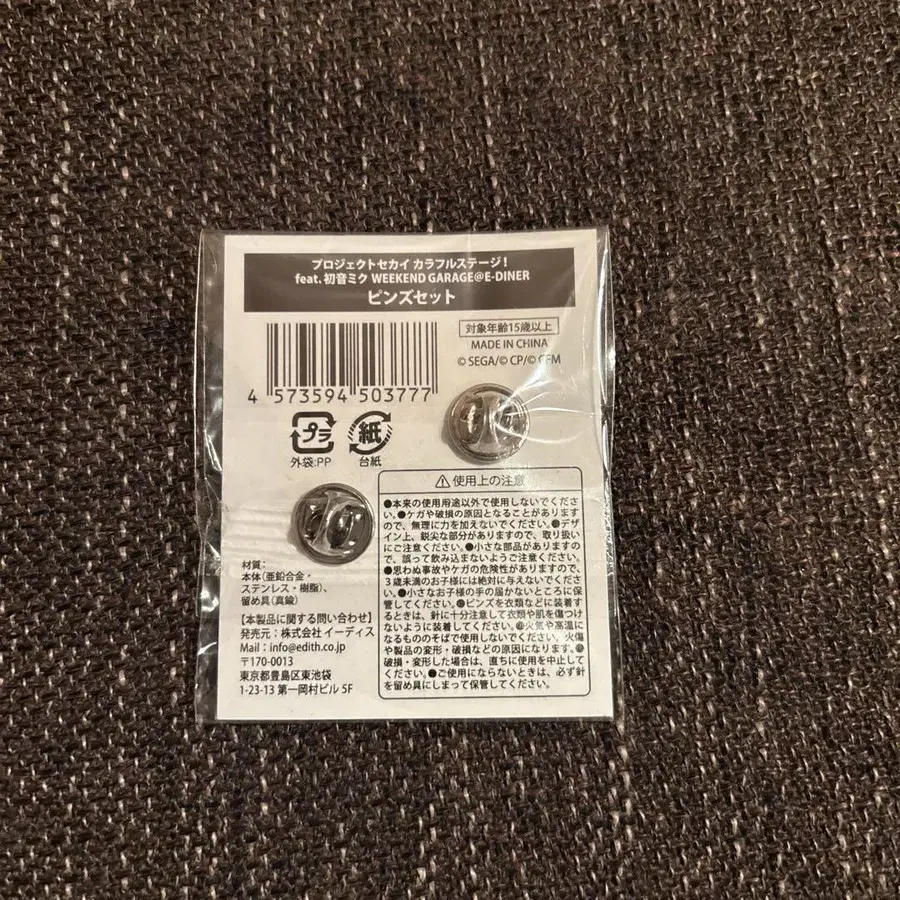 プロジェクトセカイ カラフルステージ！
feat. 初音ミク WEEKEND GARAGE@E-DINER
ピンズセット
対象年齢15歳以上
MADE IN CHINA
© SEGA/© CP/© CFM
4 573594 503777
プラ
紙
外袋:PP
台紙
⚠使用上の注意
●本来の使用用途以外で使用しないでくださ
い。●ケガや破損の原因となることがあります
ので、無理に力を加えないでください。●デザ
イン上、鋭尖な部分がありますので、取り扱い
にご注意ください。●小さな部品がありますの
で、誤って飲み込まないようご注意ください。
●思わぬ事故やケガの危険性がありますので、
3歳未満のお子様には絶対に与えないでくださ
い。●小さなお子様の手の届かないところに保
管してください。●ピンズを衣類などに装着す
るときは、針に十分注意して衣類や肌を傷つけ
ないように装着してください。●火気や高温に
なるもののそばで使用しないでください。火傷
や製品の変形・破損などの原因になります。●
破損・変形した場合は、直ちに使用を中止して
ください。●ご使用にならないときは、必ず針
を留め具にしまって保管してください。
材質:
本体(亜鉛合金・
ステンレス・樹脂)、
留め具(真鍮)
【本製品に関する問い合わせ】
発売元：株式会社 イーディス
Mail：info@edith.co.jp
〒170-0013
東京都豊島区東池袋
1-23-13 第一岡村ビル 5F